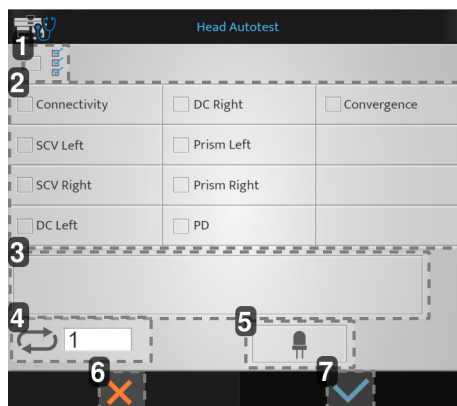 Head Autotest
1
2
Connectivity DC Right Convergence
SCV Left Prism Left
SCV Right Prism Right
DC Left PD
3
4
1
5
6
7